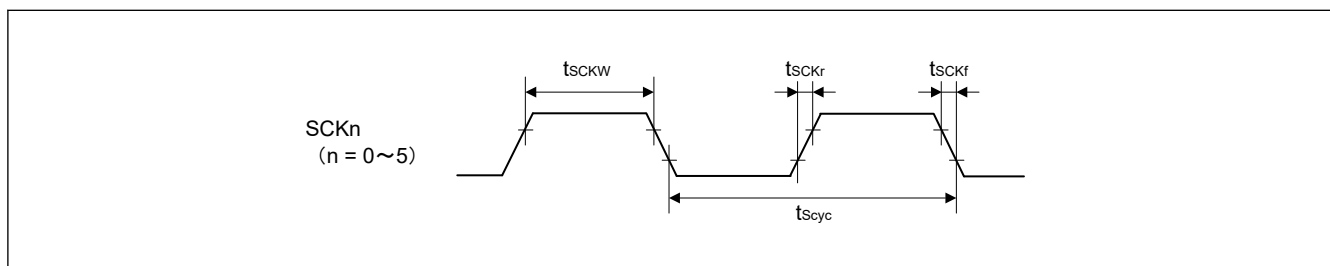 tSCKW
tSCKr
tSCKf
SCKn
（n = 0～5）
tScyc